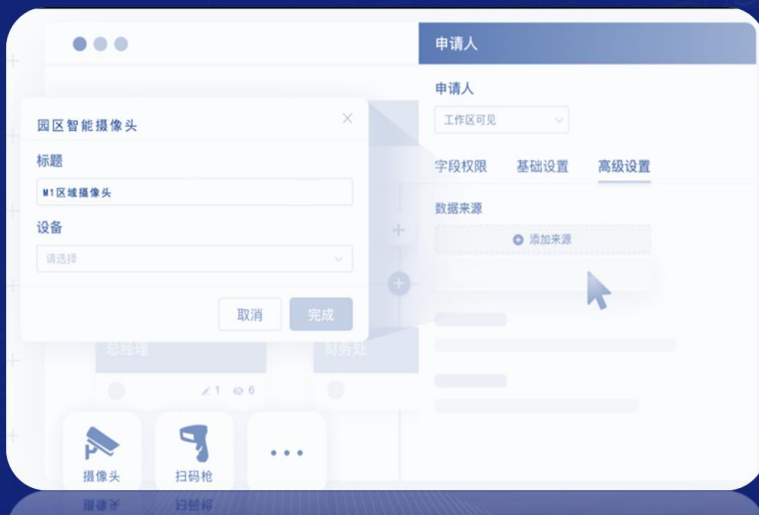 申请人
申请人
工作区可见
字段权限 基础设置 高级设置
数据来源
添加来源
园区智能摄像头
标题
M1区域摄像头
设备
请选择
取消 完成
总经理 财务处
1 6
摄像头 扫码枪